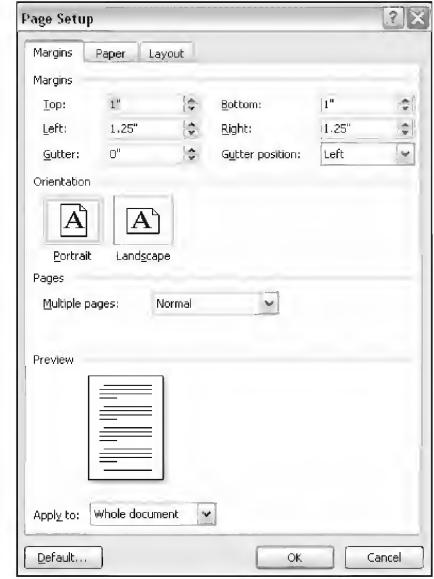 Page Setup
Margins Paper Layout
Margins
Top: 1" Bottom: 1"
Left: 1.25" Right: 1.25"
Gutter: 0" Gutter position: Left
Orientation
A A
Portrait Landscape
Pages
Multiple pages: Normal
Preview
Apply to: Whole document
Default... OK Cancel